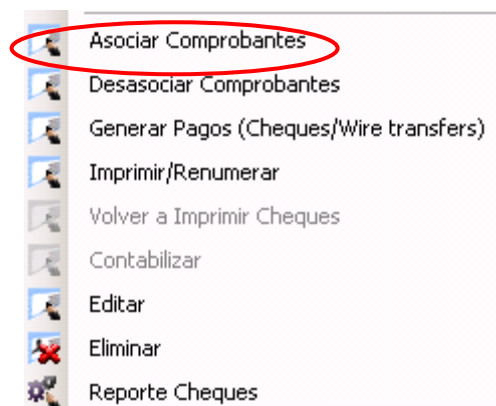 Asociar Comprobantes
Desasociar Comprobantes
Generar Pagos (Cheques/Wire transfers)
Imprimir/Renumerar
Volver a Imprimir Cheques
Contabilizar
Editar
Eliminar
Reporte Cheques